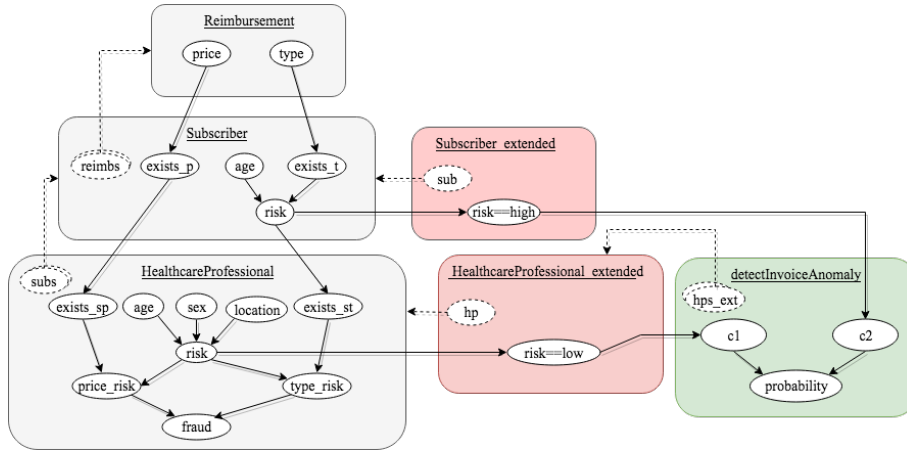 Reimbursement
price type
Subscriber
reimbs exists_p age exists_t
risk
Subscriber_extended
sub
risk==high
HealthcareProfessional
subs
exists_sp age sex location exists_st
risk
price_risk type_risk
fraud
HealthcareProfessional_extended
hp
risk==low
detectInvoiceAnomaly
hps_ext
c1 c2
probability